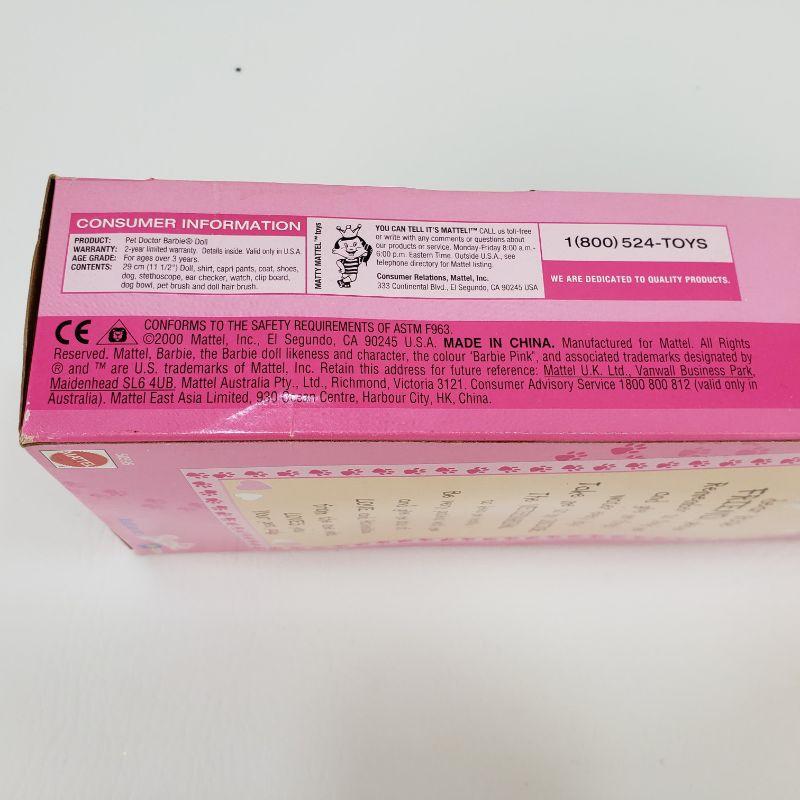 CONSUMER INFORMATION
PRODUCT: Pet Doctor Barbie® Doll
WARRANTY: 2-year limited warranty. Details inside. Valid only in U.S.A.
AGE GRADE: For ages over 3 years.
CONTENTS: 29 cm (11 1/2") Doll, shirt, capri pants, coat, shoes,
dog, stethoscope, ear checker, watch, clip board,
dog bowl, pet brush and doll hair brush.
MATTY MATTEL™ toys
YOU CAN TELL IT'S MATTEL!™ CALL us toll-free
or write with any comments or questions about
our products or service. Monday-Friday 8:00 a.m.-
6:00 p.m. Eastern Time. Outside U.S.A., see
telephone directory for Mattel listing.
Consumer Relations, Mattel, Inc.
333 Continental Blvd., El Segundo, CA 90245 USA
1(800) 524-TOYS
WE ARE DEDICATED TO QUALITY PRODUCTS.
CE CONFORMS TO THE SAFETY REQUIREMENTS OF ASTM F963.
©2000 Mattel, Inc., El Segundo, CA 90245 U.S.A. MADE IN CHINA. Manufactured for Mattel. All Rights
Reserved. Mattel, Barbie, the Barbie doll likeness and character, the colour 'Barbie Pink', and associated trademarks designated by
® and ™ are U.S. trademarks of Mattel, Inc. Retain this address for future reference: Mattel U.K. Ltd., Vanwall Business Park,
Maidenhead SL6 4UB. Mattel Australia Pty., Ltd., Richmond, Victoria 3121. Consumer Advisory Service 1800 800 812 (valid only in
Australia). Mattel East Asia Limited, 930 Ocean Centre, Harbour City, HK, China.
MATTEL
FRIEND
Take
LOVE
LOVES